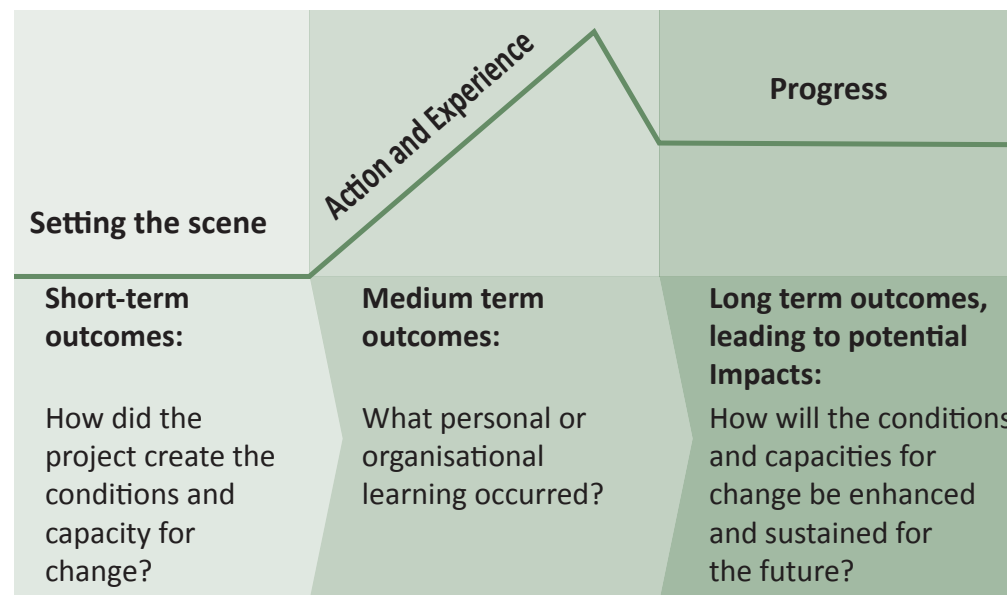 Setting the scene
Action and Experience
Progress
Short-term
outcomes:
How did the
project create the
conditions and
capacity for
change?
Medium term
outcomes:
What personal or
organisational
learning occurred?
Long term outcomes,
leading to potential
Impacts:
How will the conditions
and capacities for
change be enhanced
and sustained for
the future?